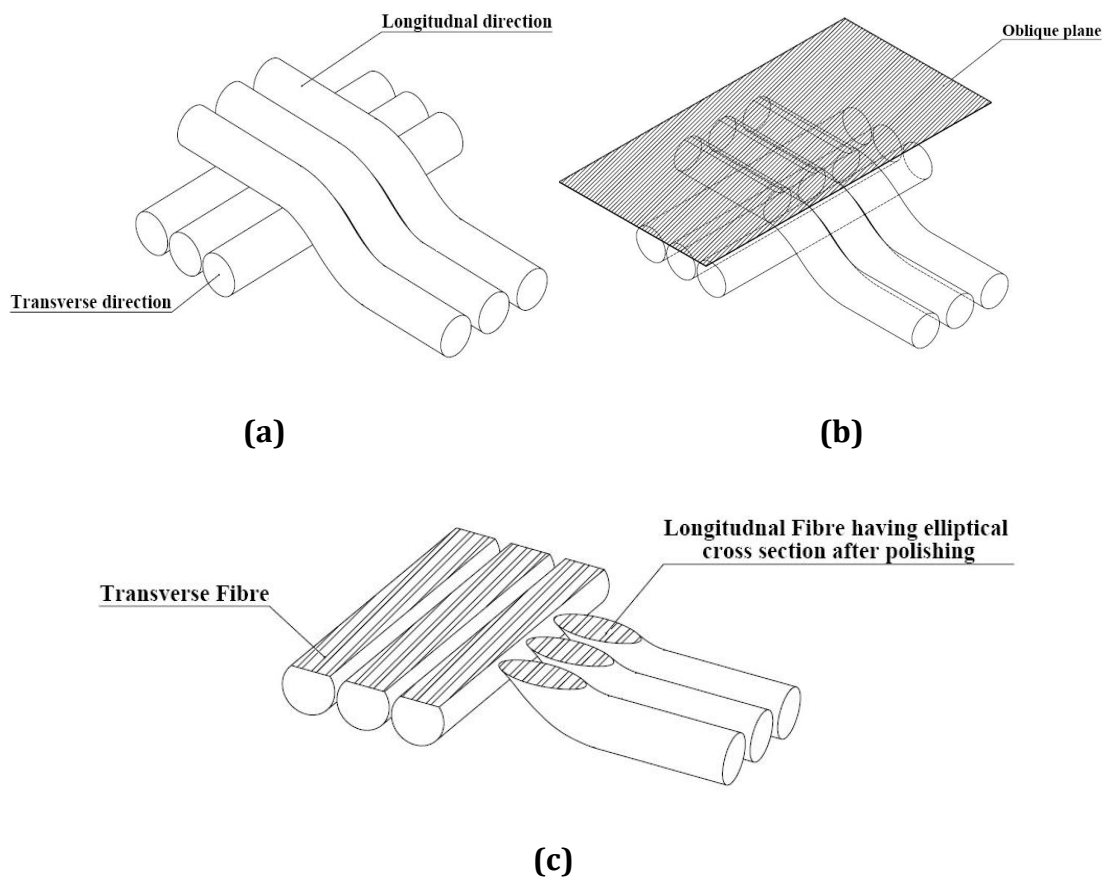 Longitudnal direction
Oblique plane
Transverse direction
(a)
(b)
Longitudnal Fibre having elliptical
cross section after polishing
Transverse Fibre
(c)